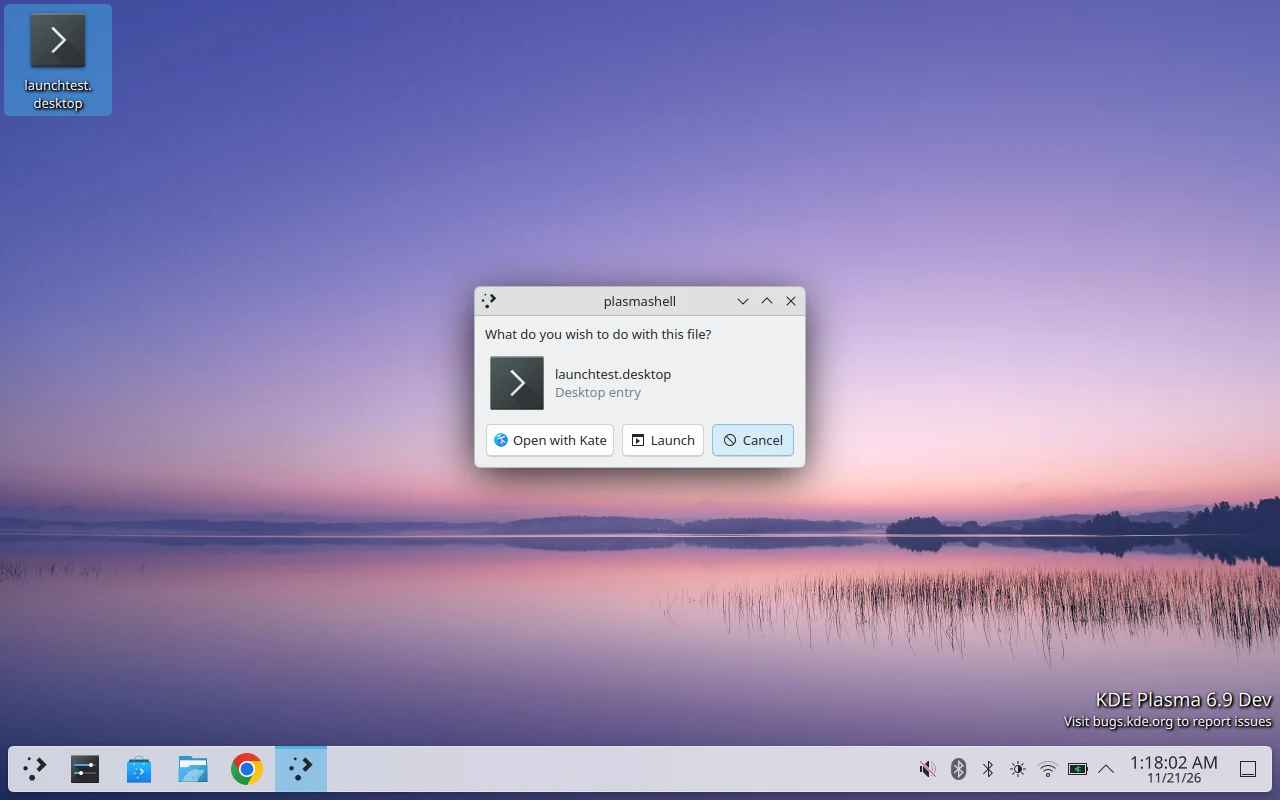 launchtest.
desktop
plasmashell
What do you wish to do with this file?
launchtest.desktop
Desktop entry
Open with Kate
Launch
Cancel
KDE Plasma 6.9 Dev
Visit bugs.kde.org to report issues
1:18:02 AM
11/21/26